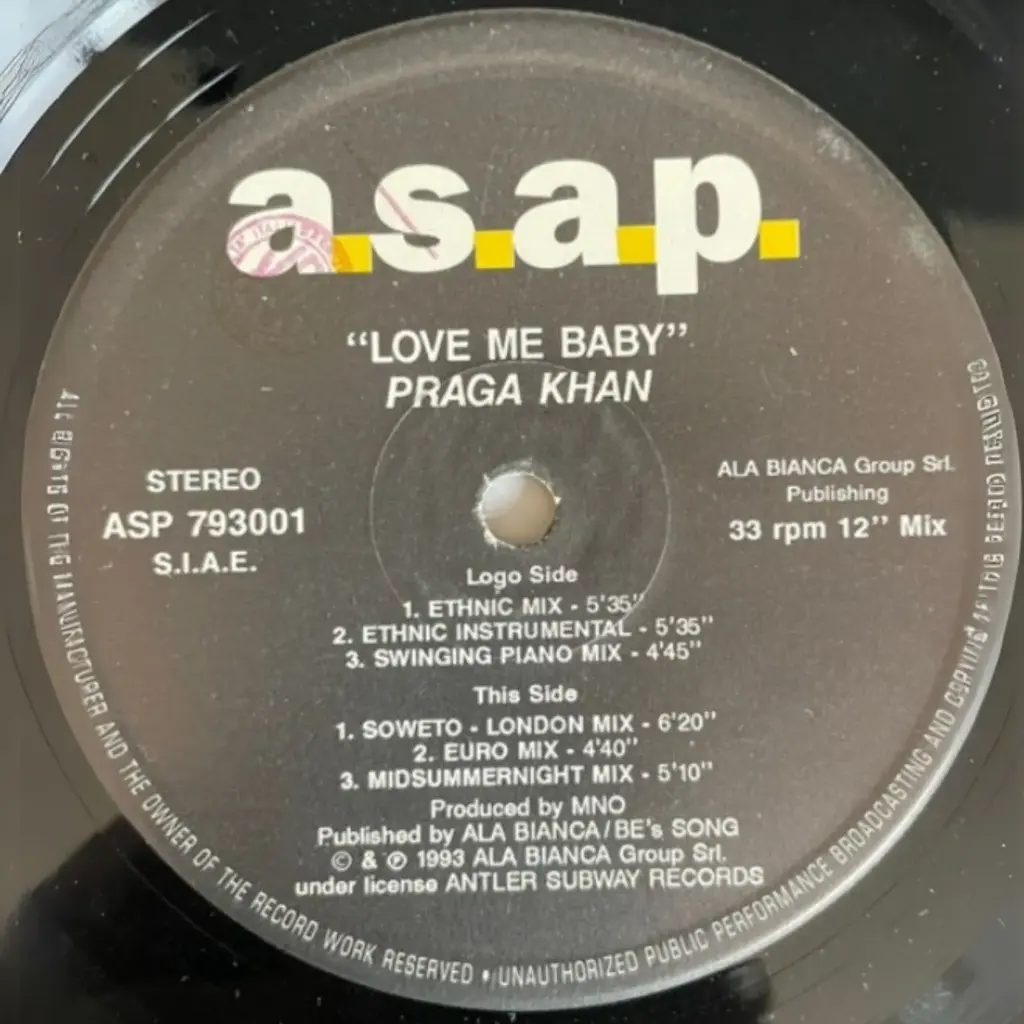 a.s.a.p.
“LOVE ME BABY”
PRAGA KHAN
STEREO
ASP 793001
S.I.A.E.
ALA BIANCA Group Srl.
Publishing
33 rpm 12” Mix
Logo Side
1. ETHNIC MIX - 5'35”
2. ETHNIC INSTRUMENTAL - 5'35”
3. SWINGING PIANO MIX - 4'45”
This Side
1. SOWETO - LONDON MIX - 6'20”
2. EURO MIX - 4'40”
3. MIDSUMMERNIGHT MIX - 5'10”
Produced by MNO
Published by ALA BIANCA/BE's SONG
© & ℗ 1993 ALA BIANCA Group Srl.
under license ANTLER SUBWAY RECORDS
MANUFACTURER AND THE OWNER OF THE RECORD WORK RESERVED • UNAUTHORIZED PUBLIC PERFORMANCE BROADCASTING AND